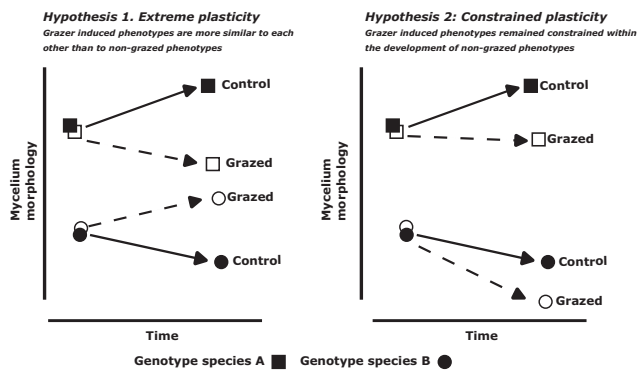 Hypothesis 1. Extreme plasticity
Grazer induced phenotypes are more similar to each
other than to non-grazed phenotypes
Mycelium
morphology
Control
Grazed
Grazed
Control
Time
Hypothesis 2: Constrained plasticity
Grazer induced phenotypes remained constrained within
the development of non-grazed phenotypes
Mycelium
morphology
Control
Grazed
Control
Grazed
Time
Genotype species A
Genotype species B